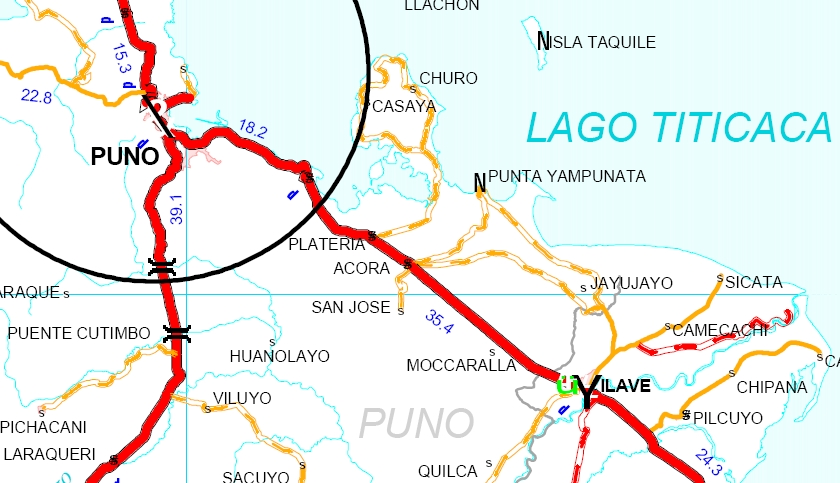 LLACHON
ISLA TAQUILE
15.3
CHURO
22.8
CASAYA
LAGO TITICACA
18.2
PUNO
PUNTA YAMPUNATA
39.1
PLATERIA
ACORA
ARAQUE
JAYUJAYO
SICATA
SAN JOSE
35.4
PUENTE CUTIMBO
CAMECACHI
HUANOLAYO
MOCCARALLA
CA
ILAVE
CHIPANA
VILUYO
PUNO
PILCUYO
PICHACANI
LARAQUERI
24.3
QUILCA
SACUYO